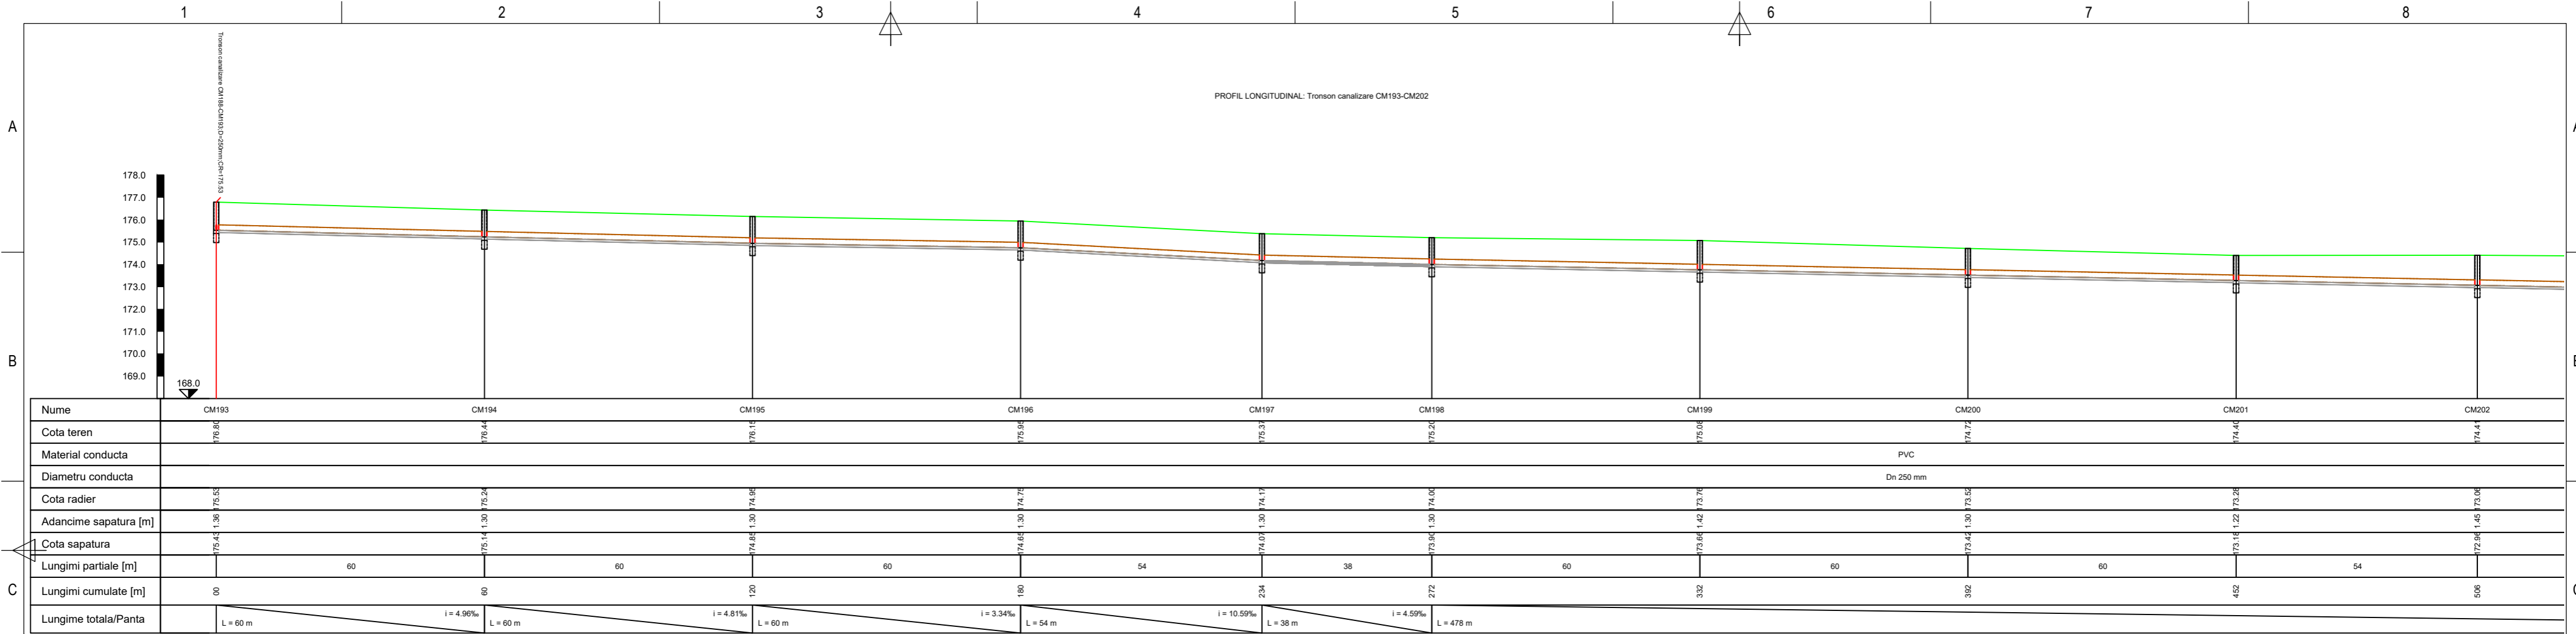 1 2 3 4 5 6 7 8
Tronson canalizare CM188-CM193;D=250mm;CR=175.53
PROFIL LONGITUDINAL: Tronson canalizare CM193-CM202
A
178.0
177.0
176.0
175.0
174.0
173.0
172.0
171.0
170.0
169.0
168.0
B
C
Nume CM193 CM194 CM195 CM196 CM197 CM198 CM199 CM200 CM201 CM202
Cota teren 176.80 176.44 176.15 175.95 175.37 175.20 175.08 174.72 174.40 174.41
Material conducta PVC
Diametru conducta Dn 250 mm
Cota radier 175.53 175.24 174.95 174.75 174.17 174.00 173.76 173.52 173.28 173.06
Adancime sapatura [m] 1.36 1.30 1.30 1.30 1.30 1.30 1.42 1.30 1.22 1.45
Cota sapatura 175.43 175.14 174.85 174.65 174.07 173.90 173.66 173.42 173.18 172.96
Lungimi partiale [m] 60 60 60 54 38 60 60 60 54
Lungimi cumulate [m] 00 60 120 180 234 272 332 392 452 506
Lungime totala/Panta L = 60 m i = 4.96‰ L = 60 m i = 4.81‰ L = 60 m i = 3.34‰ L = 54 m i = 10.59‰ L = 38 m i = 4.59‰ L = 478 m